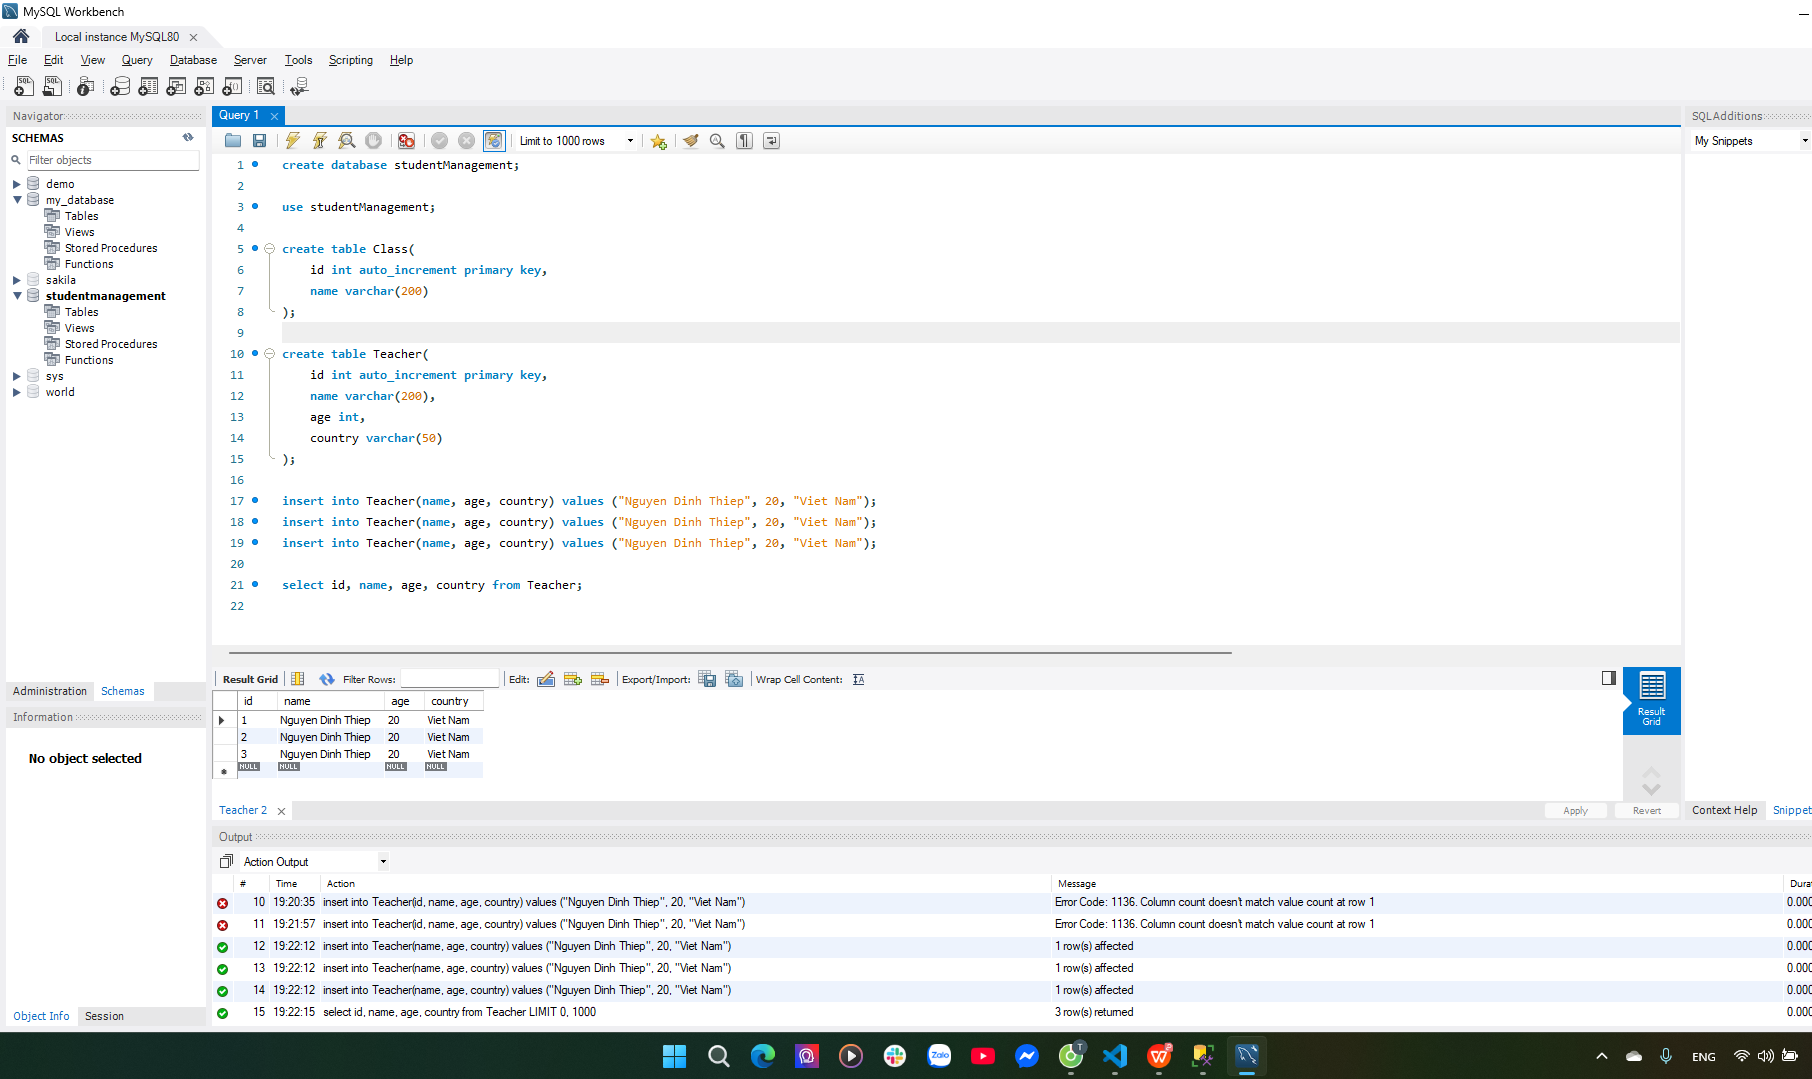 MySQL Workbench
Local instance MySQL80
File Edit View Query Database Server Tools Scripting Help
Navigator
SCHEMAS
Filter objects
demo
my_database
Tables
Views
Stored Procedures
Functions
sakila
studentmanagement
Tables
Views
Stored Procedures
Functions
sys
world
Administration Schemas
Information
No object selected
Object Info Session
Query 1
Limit to 1000 rows
1 create database studentManagement;
2
3 use studentManagement;
4
5 create table Class(
6 id int auto_increment primary key,
7 name varchar(200)
8 );
9
10 create table Teacher(
11 id int auto_increment primary key,
12 name varchar(200),
13 age int,
14 country varchar(50)
15 );
16
17 insert into Teacher(name, age, country) values ("Nguyen Dinh Thiep", 20, "Viet Nam");
18 insert into Teacher(name, age, country) values ("Nguyen Dinh Thiep", 20, "Viet Nam");
19 insert into Teacher(name, age, country) values ("Nguyen Dinh Thiep", 20, "Viet Nam");
20
21 select id, name, age, country from Teacher;
22
Result Grid Filter Rows: Edit: Export/Import: Wrap Cell Content:
id name age country
1 Nguyen Dinh Thiep 20 Viet Nam
2 Nguyen Dinh Thiep 20 Viet Nam
3 Nguyen Dinh Thiep 20 Viet Nam
NULL NULL NULL NULL
Result
Grid
Teacher 2
Apply Revert
SQLAdditions
My Snippets
Context Help Snippet
Output
Action Output
# Time Action Message Dura
10 19:20:35 insert into Teacher(id, name, age, country) values ("Nguyen Dinh Thiep", 20, "Viet Nam") Error Code: 1136. Column count doesn't match value count at row 1 0.000
11 19:21:57 insert into Teacher(id, name, age, country) values ("Nguyen Dinh Thiep", 20, "Viet Nam") Error Code: 1136. Column count doesn't match value count at row 1 0.000
12 19:22:12 insert into Teacher(name, age, country) values ("Nguyen Dinh Thiep", 20, "Viet Nam") 1 row(s) affected 0.000
13 19:22:12 insert into Teacher(name, age, country) values ("Nguyen Dinh Thiep", 20, "Viet Nam") 1 row(s) affected 0.000
14 19:22:12 insert into Teacher(name, age, country) values ("Nguyen Dinh Thiep", 20, "Viet Nam") 1 row(s) affected 0.000
15 19:22:15 select id, name, age, country from Teacher LIMIT 0, 1000 3 row(s) returned 0.000
Zalo
T
ENG